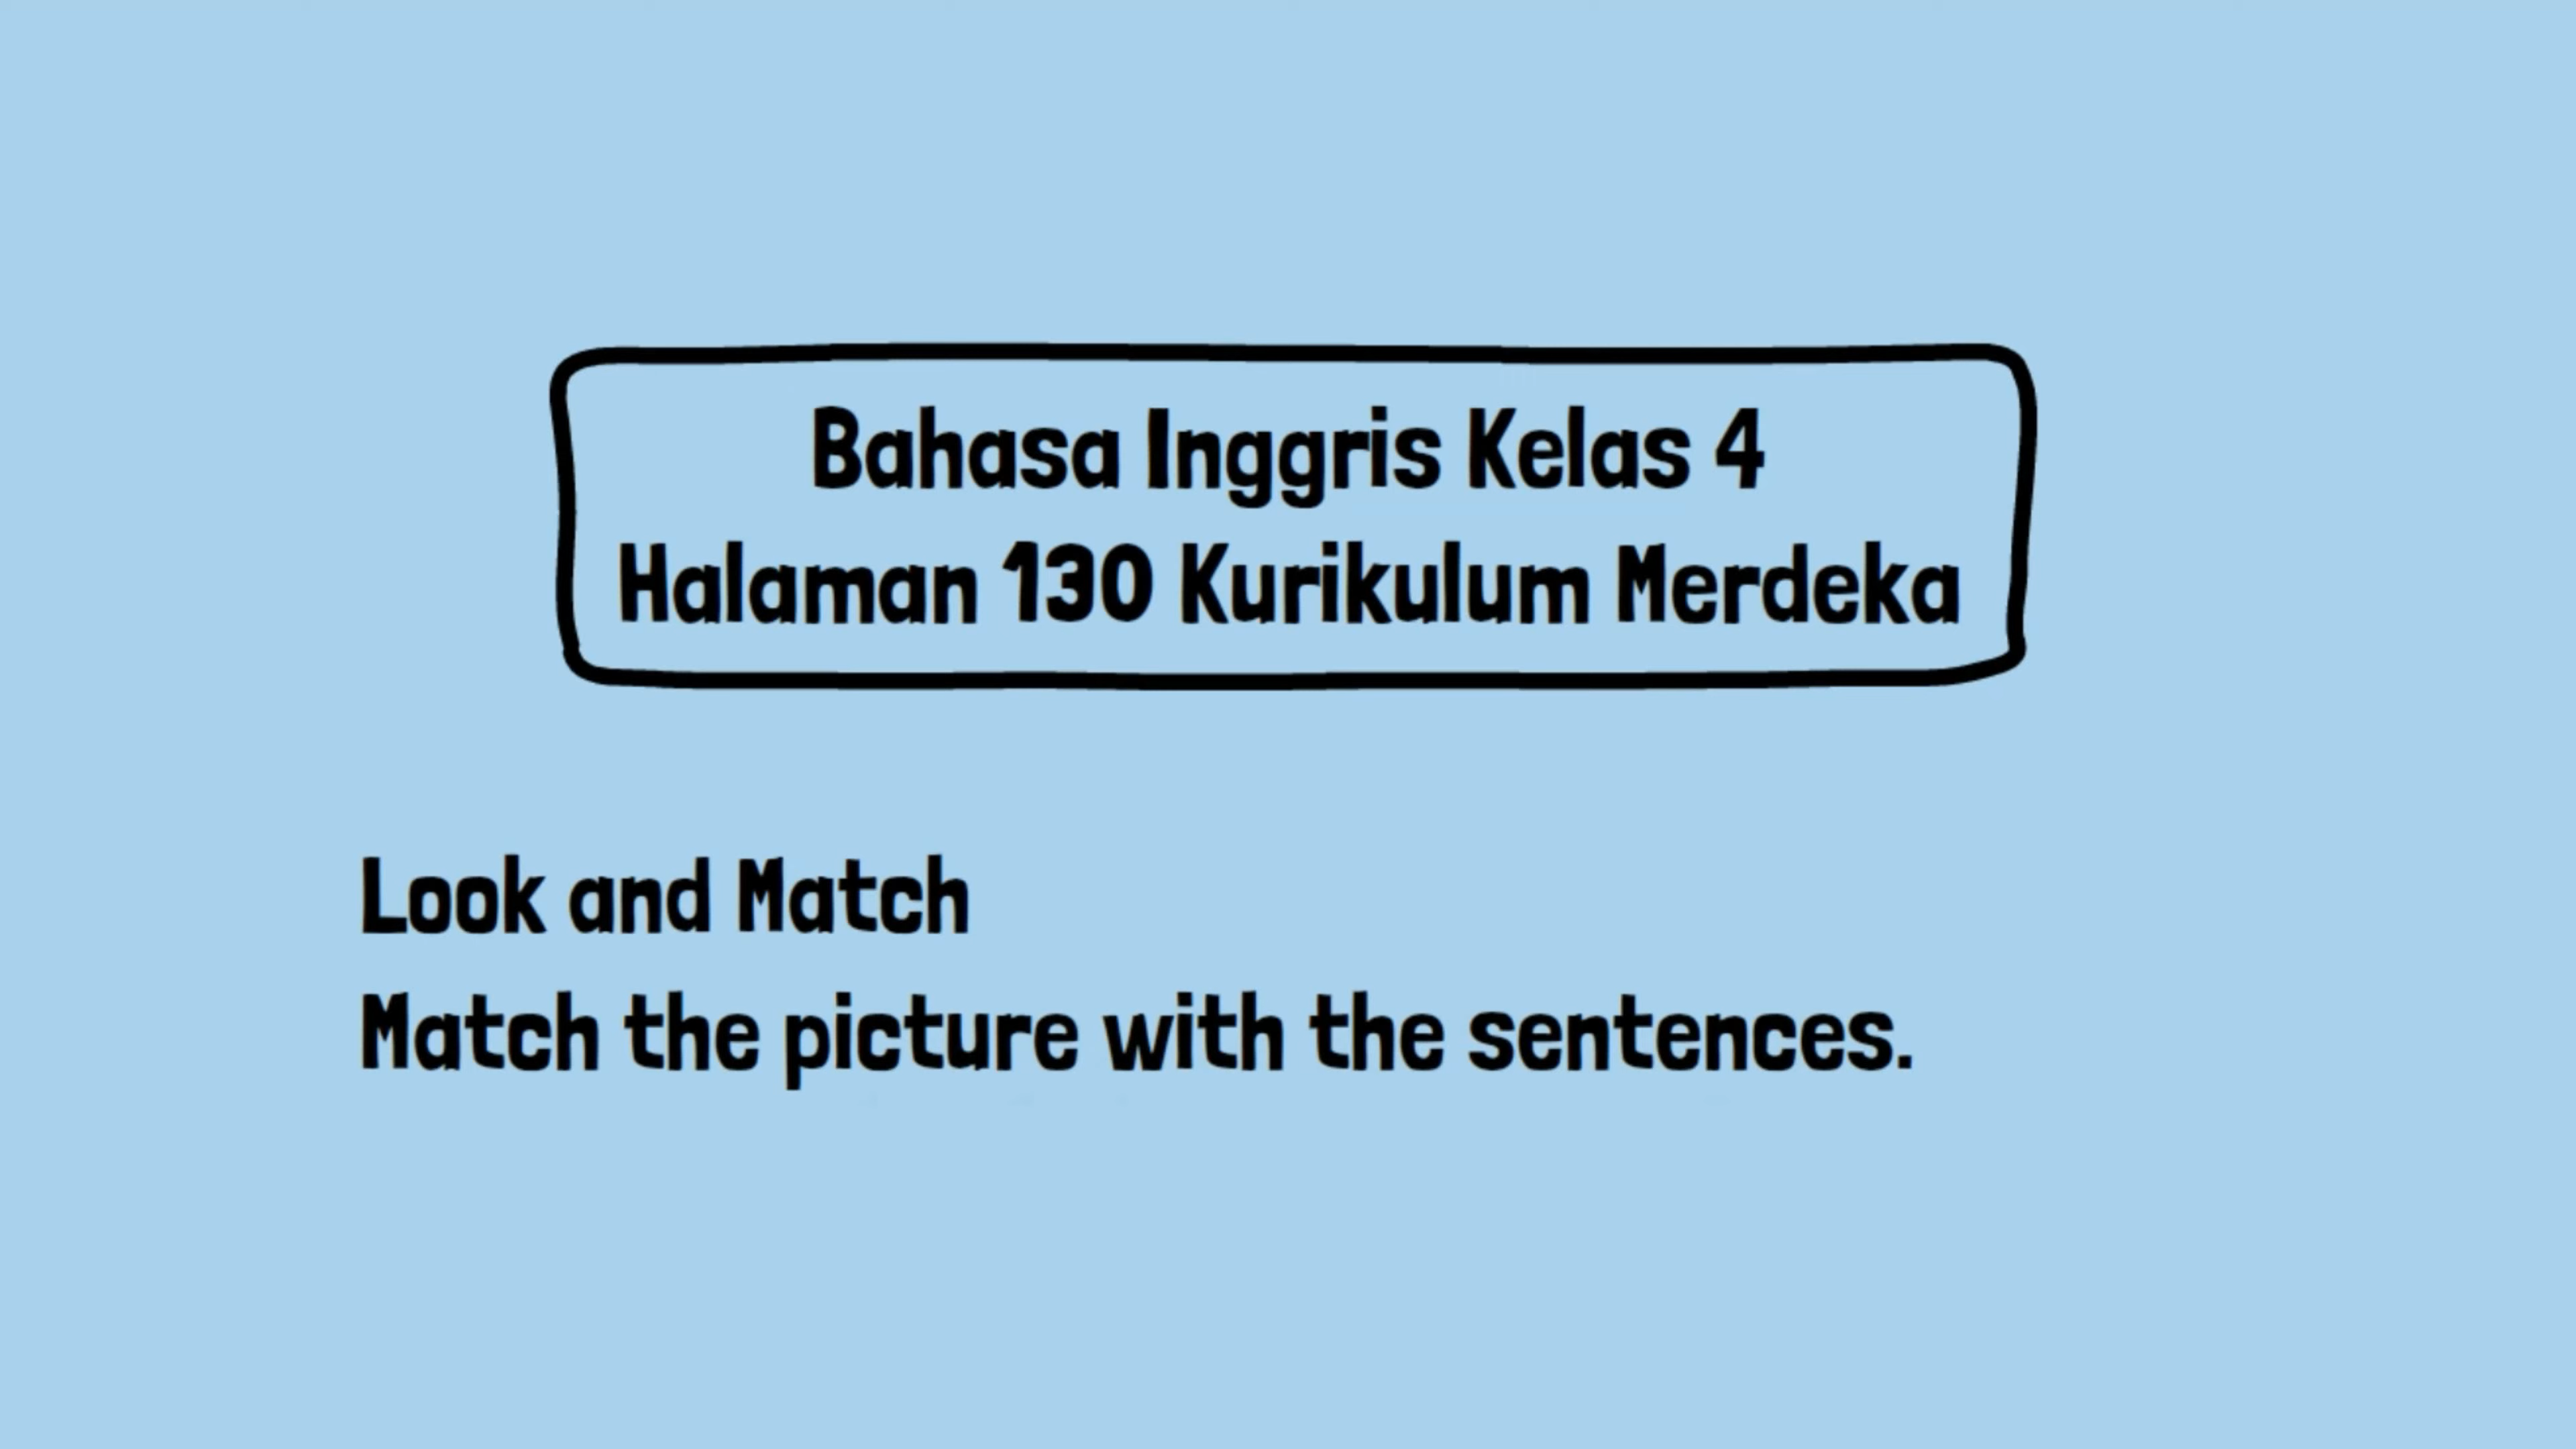 Bahasa Inggris Kelas 4
Halaman 130 Kurikulum Merdeka
Look and Match
Match the picture with the sentences.